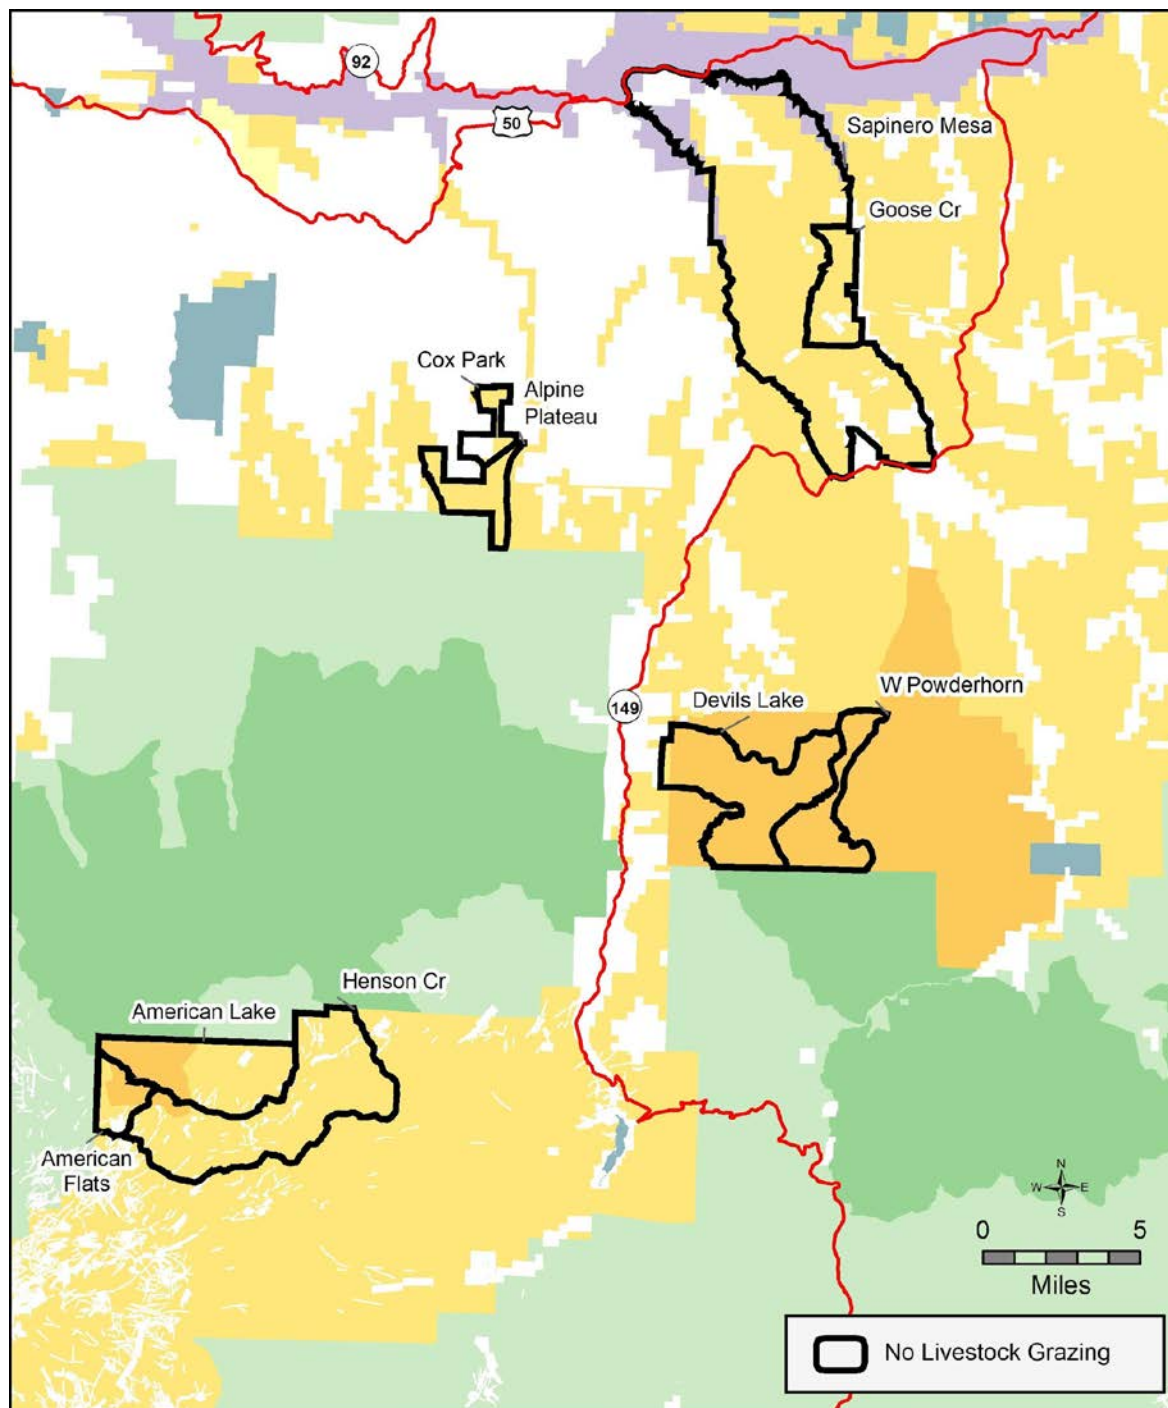 92
50
Sapinero Mesa
Goose Cr
Cox Park
Alpine
Plateau
149
Devils Lake
W Powderhorn
Henson Cr
American Lake
American
Flats
N
W E
S
0 5
Miles
No Livestock Grazing